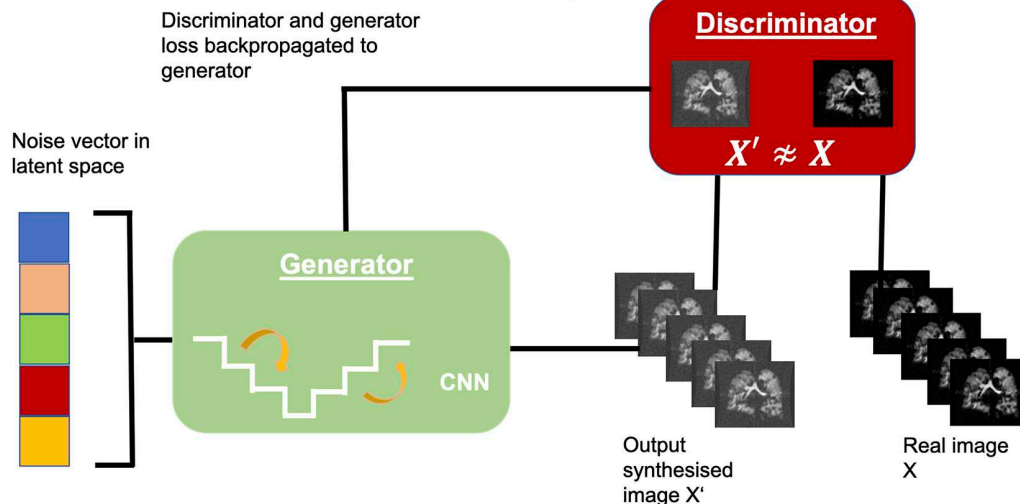 Discriminator and generator
loss backpropagated to
generator
Discriminator
X′ ≉ X
Noise vector in
latent space
Generator
CNN
Output
synthesised
image X‘
Real image
X